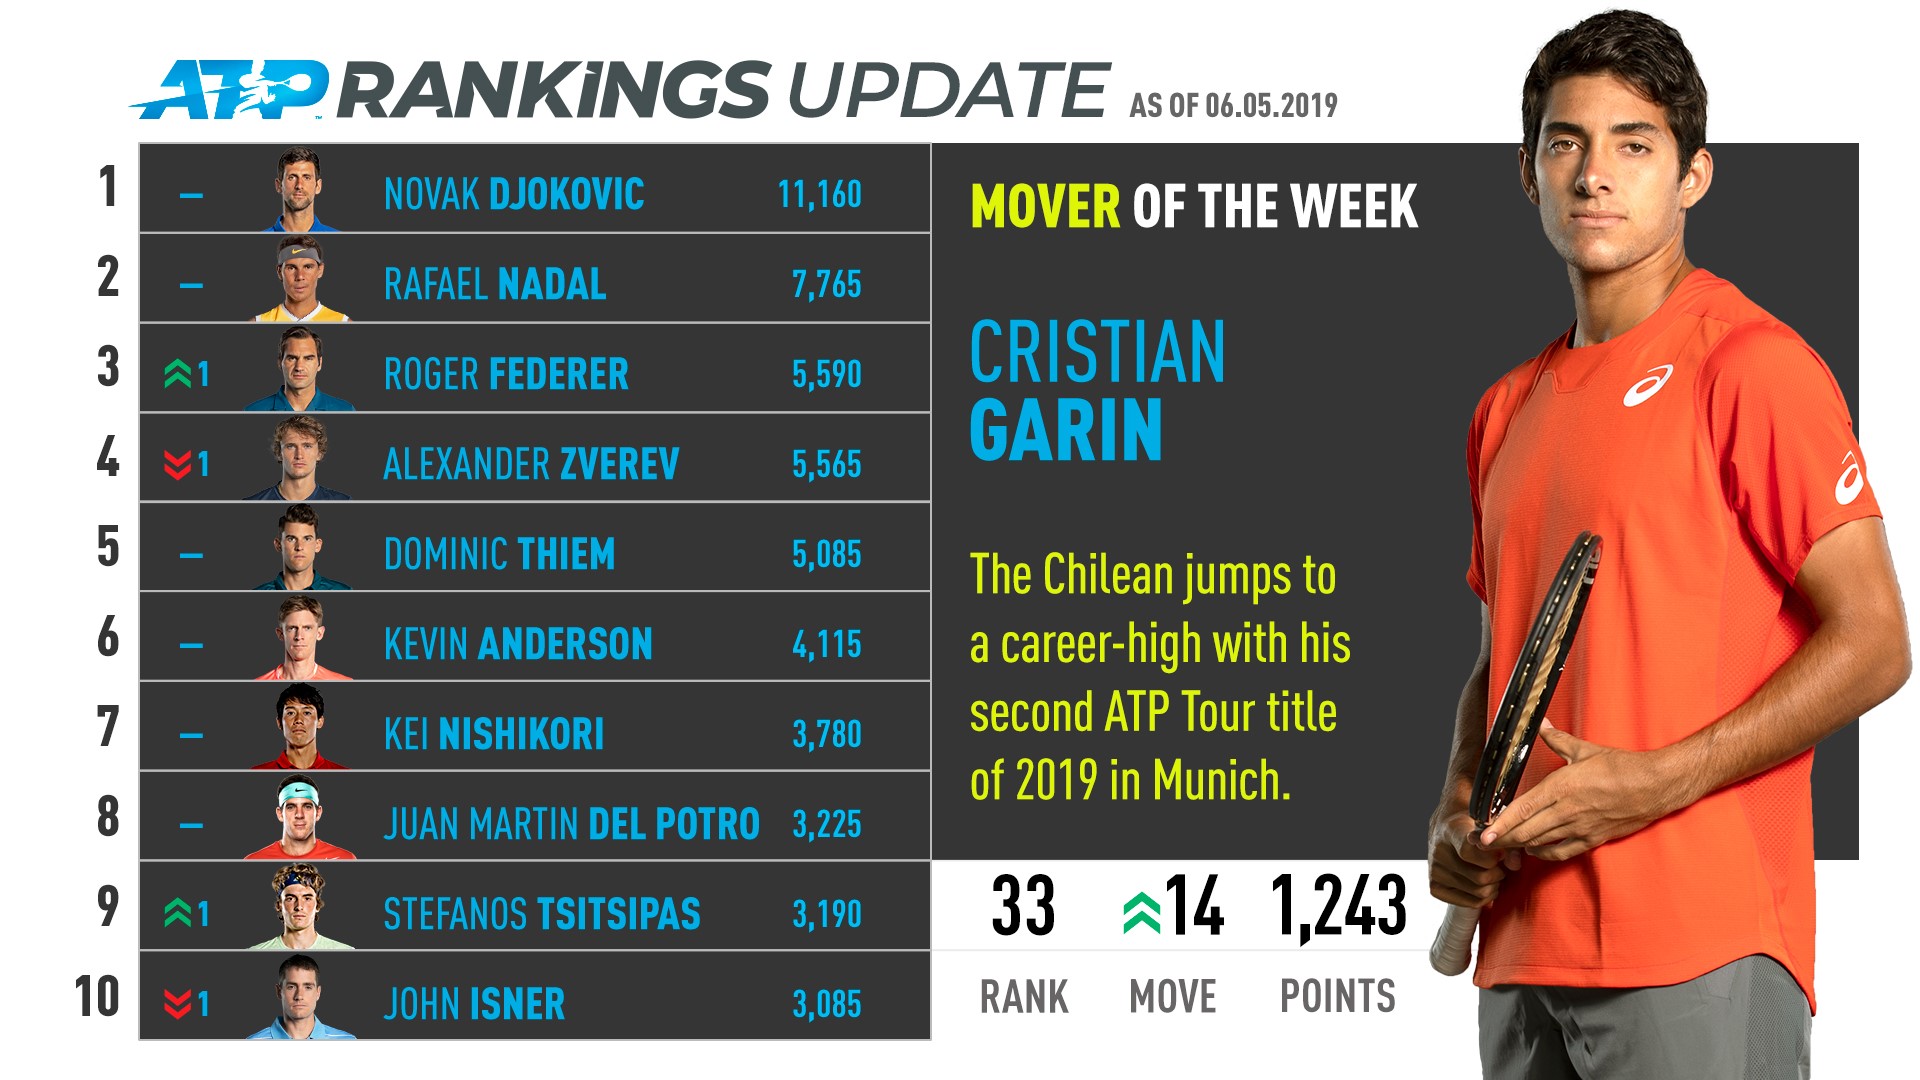 ATP RANKINGS UPDATE AS OF 06.05.2019
1 – NOVAK DJOKOVIC 11,160
2 – RAFAEL NADAL 7,765
3 1 ROGER FEDERER 5,590
4 1 ALEXANDER ZVEREV 5,565
5 – DOMINIC THIEM 5,085
6 – KEVIN ANDERSON 4,115
7 – KEI NISHIKORI 3,780
8 – JUAN MARTIN DEL POTRO 3,225
9 1 STEFANOS TSITSIPAS 3,190
10 1 JOHN ISNER 3,085
MOVER OF THE WEEK
CRISTIAN
GARIN
The Chilean jumps to
a career-high with his
second ATP Tour title
of 2019 in Munich.
33 14 1,243
RANK MOVE POINTS